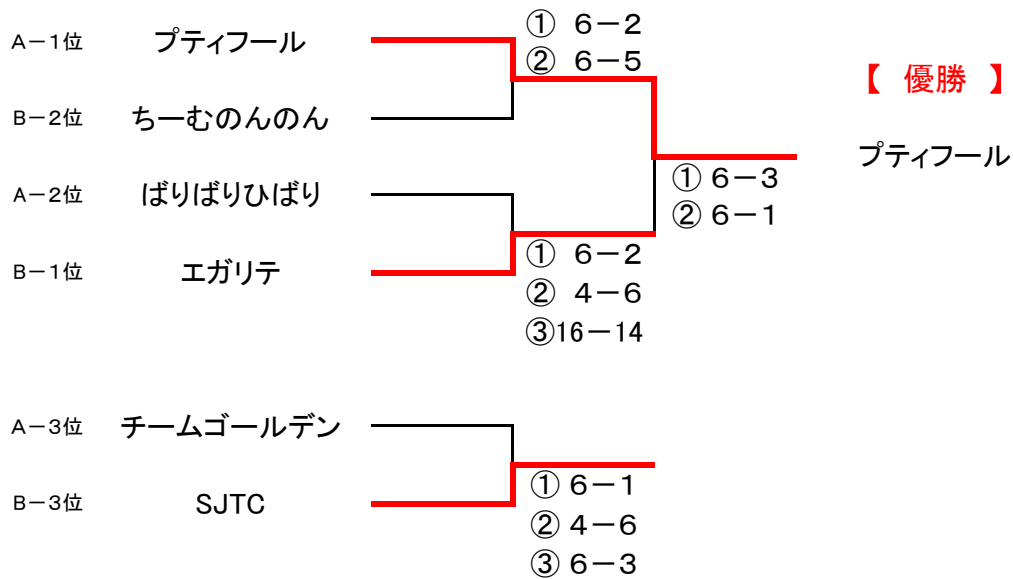 A-1位 プティフール
① 6-2
② 6-5
【 優勝 】
B-2位 ちーむのんのん
プティフール
① 6-3
② 6-1
A-2位 ばりばりひばり
① 6-2
② 4-6
③16-14
B-1位 エガリテ
A-3位 チームゴールデン
B-3位 SJTC
① 6-1
② 4-6
③ 6-3